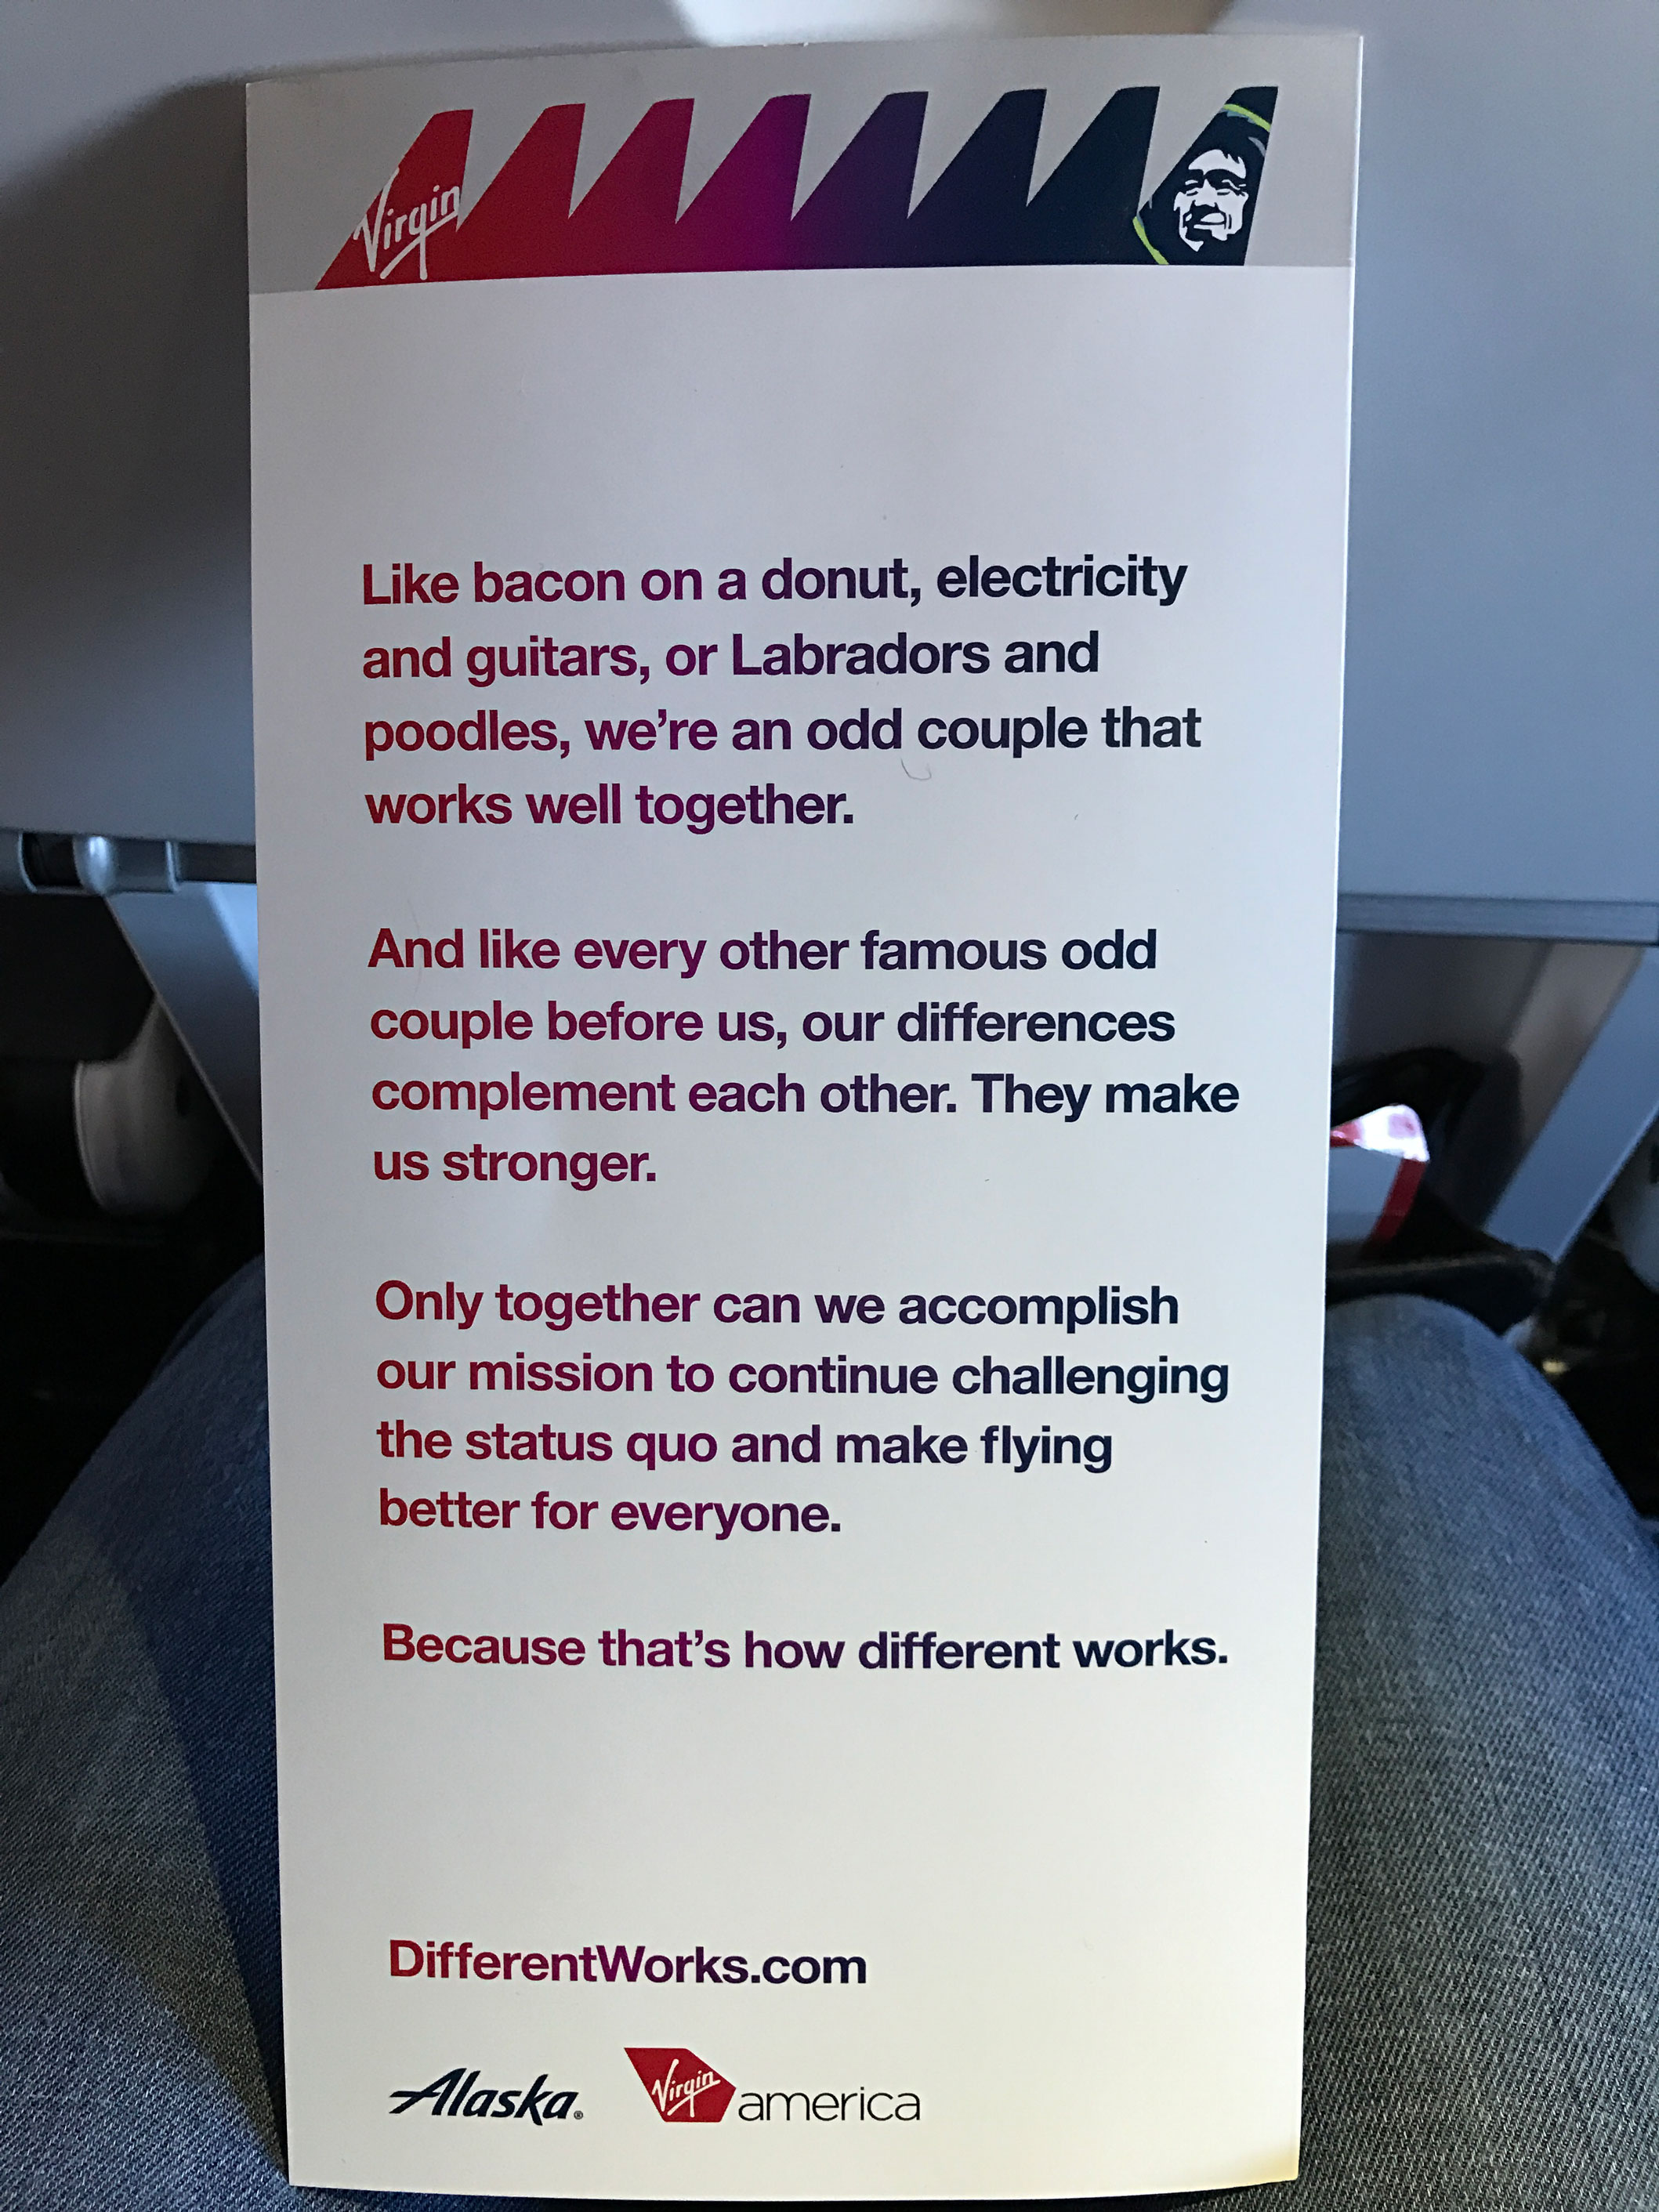 Virgin
Like bacon on a donut, electricity
and guitars, or Labradors and
poodles, we're an odd couple that
works well together.
And like every other famous odd
couple before us, our differences
complement each other. They make
us stronger.
Only together can we accomplish
our mission to continue challenging
the status quo and make flying
better for everyone.
Because that's how different works.
DifferentWorks.com
Alaska® Virgin america